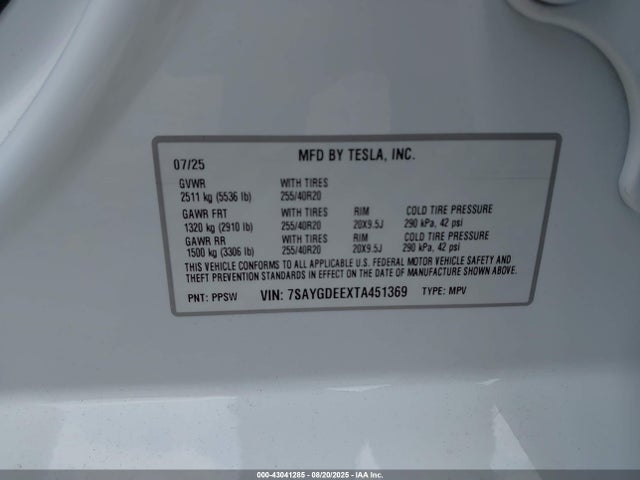 07/25 MFD BY TESLA, INC.
GVWR WITH TIRES
2511 kg (5536 lb) 255/40R20
GAWR FRT WITH TIRES RIM COLD TIRE PRESSURE
1320 kg (2910 lb) 255/40R20 20X9.5J 290 kPa, 42 psi
GAWR RR WITH TIRES RIM COLD TIRE PRESSURE
1500 kg (3306 lb) 255/40R20 20X9.5J 290 kPa, 42 psi
THIS VEHICLE CONFORMS TO ALL APPLICABLE U.S. FEDERAL MOTOR VEHICLE SAFETY AND
THEFT PREVENTION STANDARDS IN EFFECT ON THE DATE OF MANUFACTURE SHOWN ABOVE.
PNT: PPSW VIN: 7SAYGDEEXTA451369 TYPE: MPV
000-43041285 - 08/20/2025 - IAA Inc.